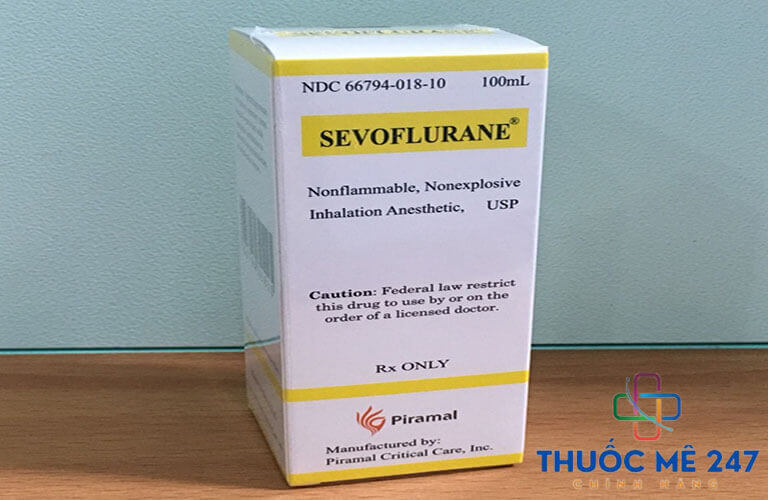 SEVOFLURANE
NDC 66794-018-10 100mL
SEVOFLURANE®
Nonflammable, Nonexplosive
Inhalation Anesthetic, USP
Caution: Federal law restrict
this drug to use by or on the
order of a licensed doctor.
Rx ONLY
Piramal
Manufactured by:
Piramal Critical Care, Inc.
THUỐC MÊ 247
CHÍNH HÃNG